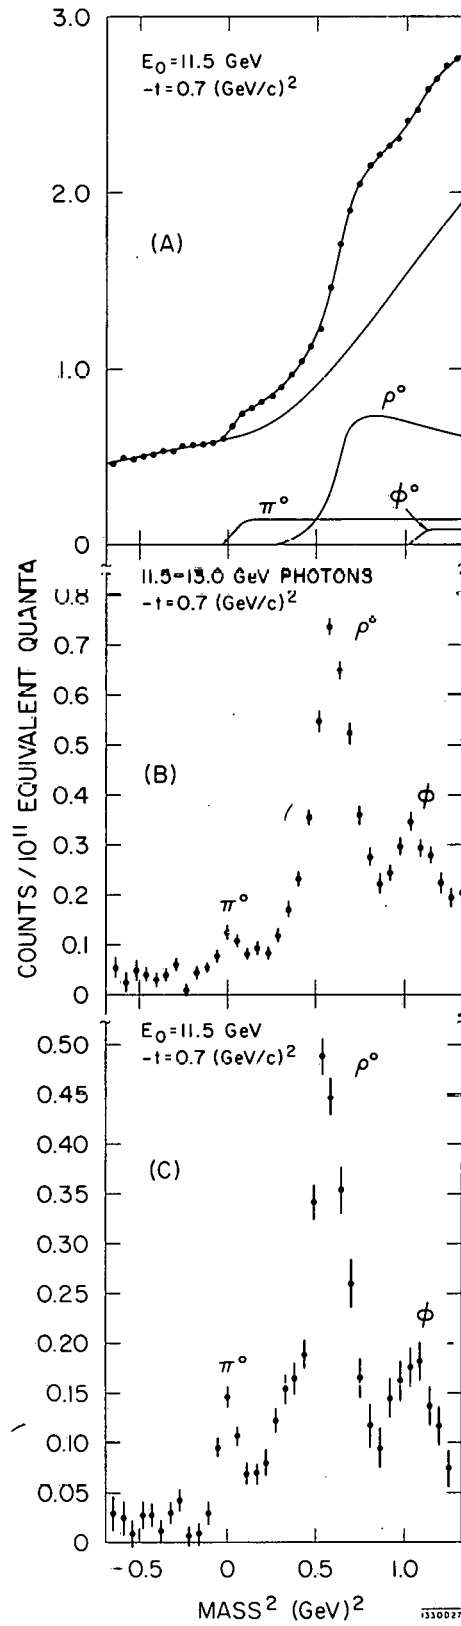 3.0
E₀=11.5 GeV
-t=0.7 (GeV/c)²
2.0
(A)
1.0
ρ°
π°
ϕ°
0
COUNTS/10¹¹ EQUIVALENT QUANTA
11.5-13.0 GeV PHOTONS
-t=0.7 (GeV/c)²
0.8
ρ°
0.7
0.6
0.5
(B)
0.4
ϕ
0.3
0.2
π°
0.1
0
E₀=11.5 GeV
-t=0.7 (GeV/c)²
0.50
ρ°
0.45
0.40
(C)
0.35
0.30
0.25
ϕ
0.20
π°
0.15
0.10
0.05
0
-0.5 0 0.5 1.0
MASS² (GeV)²
1330D27